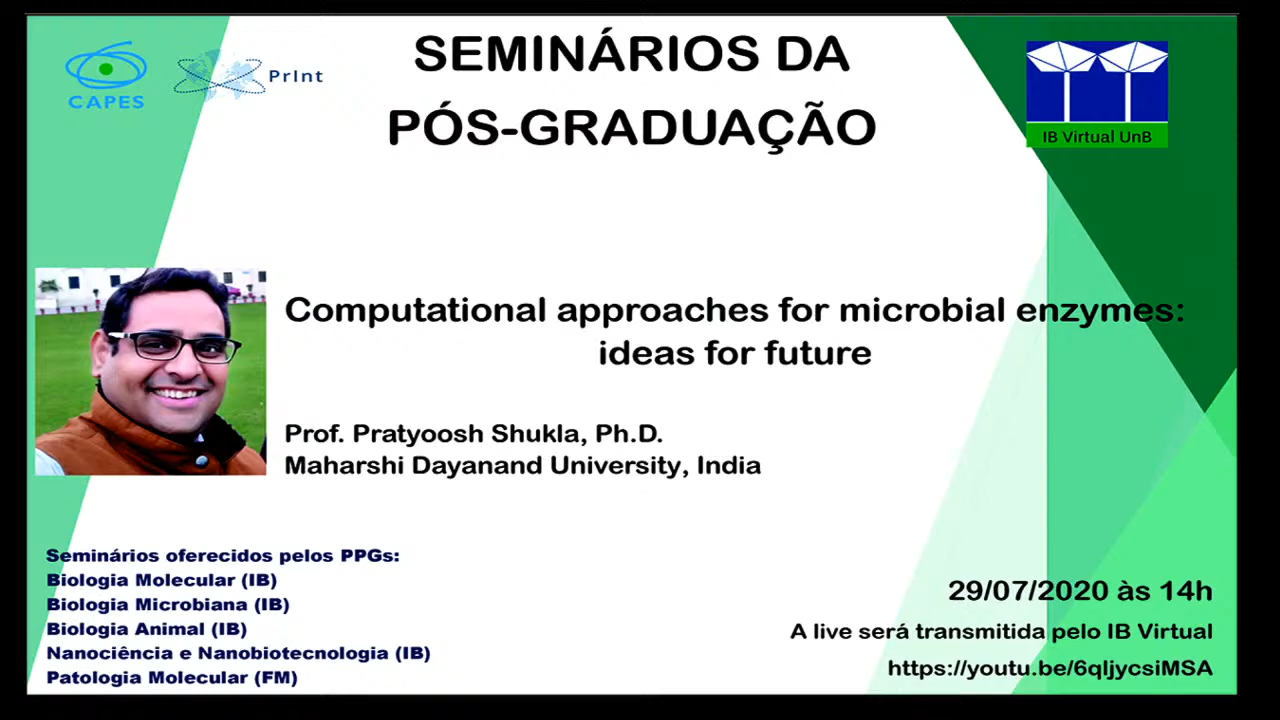 CAPES
PrInt
SEMINÁRIOS DA
PÓS-GRADUAÇÃO
IB Virtual UnB
Computational approaches for microbial enzymes:
ideas for future
Prof. Pratyoosh Shukla, Ph.D.
Maharshi Dayanand University, India
Seminários oferecidos pelos PPGs:
Biologia Molecular (IB)
Biologia Microbiana (IB)
Biologia Animal (IB)
Nanociência e Nanobiotecnologia (IB)
Patologia Molecular (FM)
29/07/2020 às 14h
A live será transmitida pelo IB Virtual
https://youtu.be/6qljycsiMSA